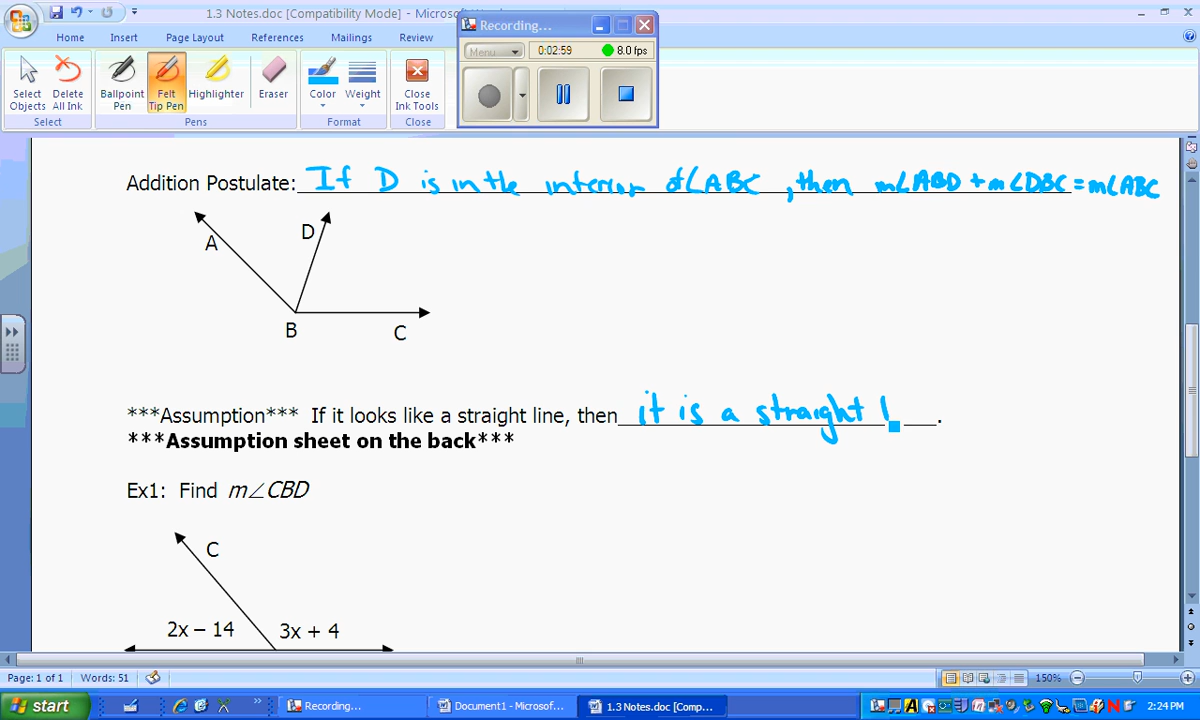 1.3 Notes.doc [Compatibility Mode] - Microsof
Recording...
Home Insert Page Layout References Mailings Review
Menu 0:02:59 8.0 fps
Select Objects
Delete All Ink
Ballpoint Pen
Felt Tip Pen
Highlighter
Eraser
Color
Weight
Close Ink Tools
Select Pens Format Close
Addition Postulate: If D is in the interior of ∠ABC, then m∠ABD + m∠DBC = m∠ABC
A
D
B
C
***Assumption*** If it looks like a straight line, then it is a straight l.
***Assumption sheet on the back***
Ex1: Find m∠CBD
C
2x – 14 3x + 4
Page: 1 of 1 Words: 51 150%
start Recording... Document1 - Microsof... 1.3 Notes.doc [Comp... 2:24 PM